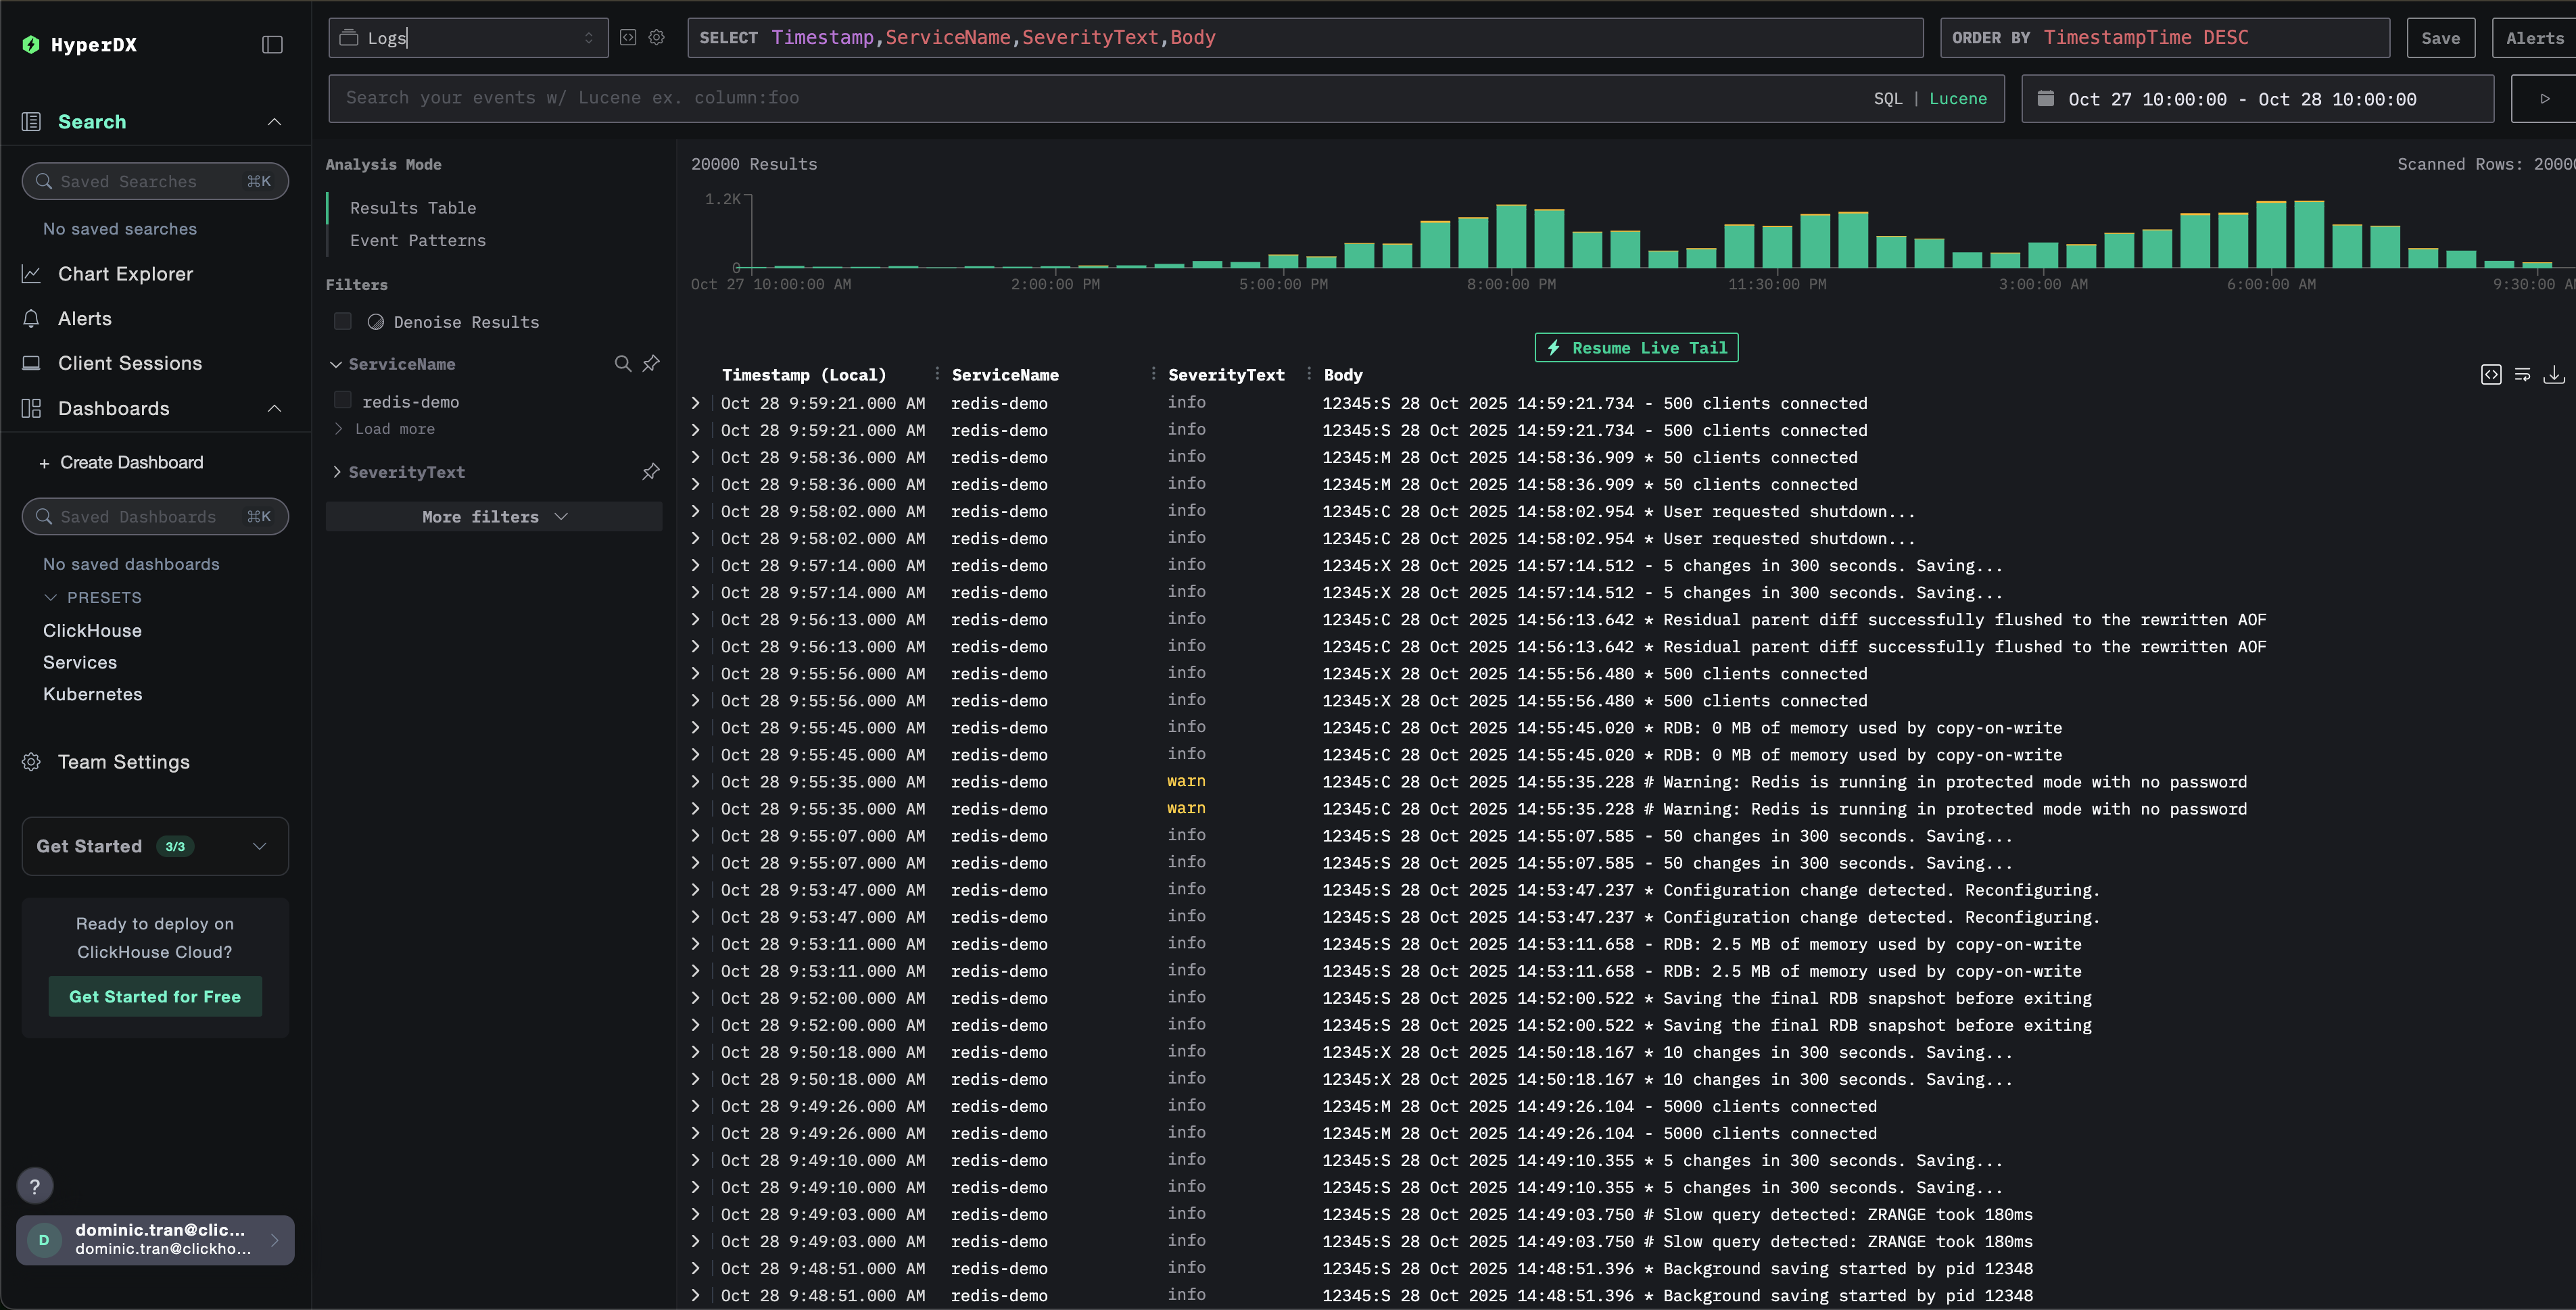 HyperDX
Logs
SELECT Timestamp,ServiceName,SeverityText,Body
ORDER BY TimestampTime DESC
Save
Alerts
Search your events w/ Lucene ex. column:foo
SQL | Lucene
Oct 27 10:00:00 - Oct 28 10:00:00
Search
Saved Searches ⌘K
No saved searches
Chart Explorer
Alerts
Client Sessions
Dashboards
+ Create Dashboard
Saved Dashboards ⌘K
No saved dashboards
PRESETS
ClickHouse
Services
Kubernetes
Team Settings
Get Started 3/3
Ready to deploy on
ClickHouse Cloud?
Get Started for Free
?
D
dominic.tran@clic...
dominic.tran@clickho...
Analysis Mode
Results Table
Event Patterns
Filters
Denoise Results
ServiceName
redis-demo
Load more
SeverityText
More filters
20000 Results
Scanned Rows: 2000
1.2K
0
Oct 27 10:00:00 AM 2:00:00 PM 5:00:00 PM 8:00:00 PM 11:30:00 PM 3:00:00 AM 6:00:00 AM 9:30:00 AM
Resume Live Tail
Timestamp (Local) ServiceName SeverityText Body
Oct 28 9:59:21.000 AM redis-demo info 12345:S 28 Oct 2025 14:59:21.734 - 500 clients connected
Oct 28 9:59:21.000 AM redis-demo info 12345:S 28 Oct 2025 14:59:21.734 - 500 clients connected
Oct 28 9:58:36.000 AM redis-demo info 12345:M 28 Oct 2025 14:58:36.909 * 50 clients connected
Oct 28 9:58:36.000 AM redis-demo info 12345:M 28 Oct 2025 14:58:36.909 * 50 clients connected
Oct 28 9:58:02.000 AM redis-demo info 12345:C 28 Oct 2025 14:58:02.954 * User requested shutdown...
Oct 28 9:58:02.000 AM redis-demo info 12345:C 28 Oct 2025 14:58:02.954 * User requested shutdown...
Oct 28 9:57:14.000 AM redis-demo info 12345:X 28 Oct 2025 14:57:14.512 - 5 changes in 300 seconds. Saving...
Oct 28 9:57:14.000 AM redis-demo info 12345:X 28 Oct 2025 14:57:14.512 - 5 changes in 300 seconds. Saving...
Oct 28 9:56:13.000 AM redis-demo info 12345:C 28 Oct 2025 14:56:13.642 * Residual parent diff successfully flushed to the rewritten AOF
Oct 28 9:56:13.000 AM redis-demo info 12345:C 28 Oct 2025 14:56:13.642 * Residual parent diff successfully flushed to the rewritten AOF
Oct 28 9:55:56.000 AM redis-demo info 12345:X 28 Oct 2025 14:55:56.480 * 500 clients connected
Oct 28 9:55:56.000 AM redis-demo info 12345:X 28 Oct 2025 14:55:56.480 * 500 clients connected
Oct 28 9:55:45.000 AM redis-demo info 12345:C 28 Oct 2025 14:55:45.020 * RDB: 0 MB of memory used by copy-on-write
Oct 28 9:55:45.000 AM redis-demo info 12345:C 28 Oct 2025 14:55:45.020 * RDB: 0 MB of memory used by copy-on-write
Oct 28 9:55:35.000 AM redis-demo warn 12345:C 28 Oct 2025 14:55:35.228 # Warning: Redis is running in protected mode with no password
Oct 28 9:55:35.000 AM redis-demo warn 12345:C 28 Oct 2025 14:55:35.228 # Warning: Redis is running in protected mode with no password
Oct 28 9:55:07.000 AM redis-demo info 12345:S 28 Oct 2025 14:55:07.585 - 50 changes in 300 seconds. Saving...
Oct 28 9:55:07.000 AM redis-demo info 12345:S 28 Oct 2025 14:55:07.585 - 50 changes in 300 seconds. Saving...
Oct 28 9:53:47.000 AM redis-demo info 12345:S 28 Oct 2025 14:53:47.237 * Configuration change detected. Reconfiguring.
Oct 28 9:53:47.000 AM redis-demo info 12345:S 28 Oct 2025 14:53:47.237 * Configuration change detected. Reconfiguring.
Oct 28 9:53:11.000 AM redis-demo info 12345:S 28 Oct 2025 14:53:11.658 - RDB: 2.5 MB of memory used by copy-on-write
Oct 28 9:53:11.000 AM redis-demo info 12345:S 28 Oct 2025 14:53:11.658 - RDB: 2.5 MB of memory used by copy-on-write
Oct 28 9:52:00.000 AM redis-demo info 12345:S 28 Oct 2025 14:52:00.522 * Saving the final RDB snapshot before exiting
Oct 28 9:52:00.000 AM redis-demo info 12345:S 28 Oct 2025 14:52:00.522 * Saving the final RDB snapshot before exiting
Oct 28 9:50:18.000 AM redis-demo info 12345:X 28 Oct 2025 14:50:18.167 * 10 changes in 300 seconds. Saving...
Oct 28 9:50:18.000 AM redis-demo info 12345:X 28 Oct 2025 14:50:18.167 * 10 changes in 300 seconds. Saving...
Oct 28 9:49:26.000 AM redis-demo info 12345:M 28 Oct 2025 14:49:26.104 - 5000 clients connected
Oct 28 9:49:26.000 AM redis-demo info 12345:M 28 Oct 2025 14:49:26.104 - 5000 clients connected
Oct 28 9:49:10.000 AM redis-demo info 12345:S 28 Oct 2025 14:49:10.355 * 5 changes in 300 seconds. Saving...
Oct 28 9:49:10.000 AM redis-demo info 12345:S 28 Oct 2025 14:49:10.355 * 5 changes in 300 seconds. Saving...
Oct 28 9:49:03.000 AM redis-demo info 12345:S 28 Oct 2025 14:49:03.750 # Slow query detected: ZRANGE took 180ms
Oct 28 9:49:03.000 AM redis-demo info 12345:S 28 Oct 2025 14:49:03.750 # Slow query detected: ZRANGE took 180ms
Oct 28 9:48:51.000 AM redis-demo info 12345:S 28 Oct 2025 14:48:51.396 * Background saving started by pid 12348
Oct 28 9:48:51.000 AM redis-demo info 12345:S 28 Oct 2025 14:48:51.396 * Background saving started by pid 12348